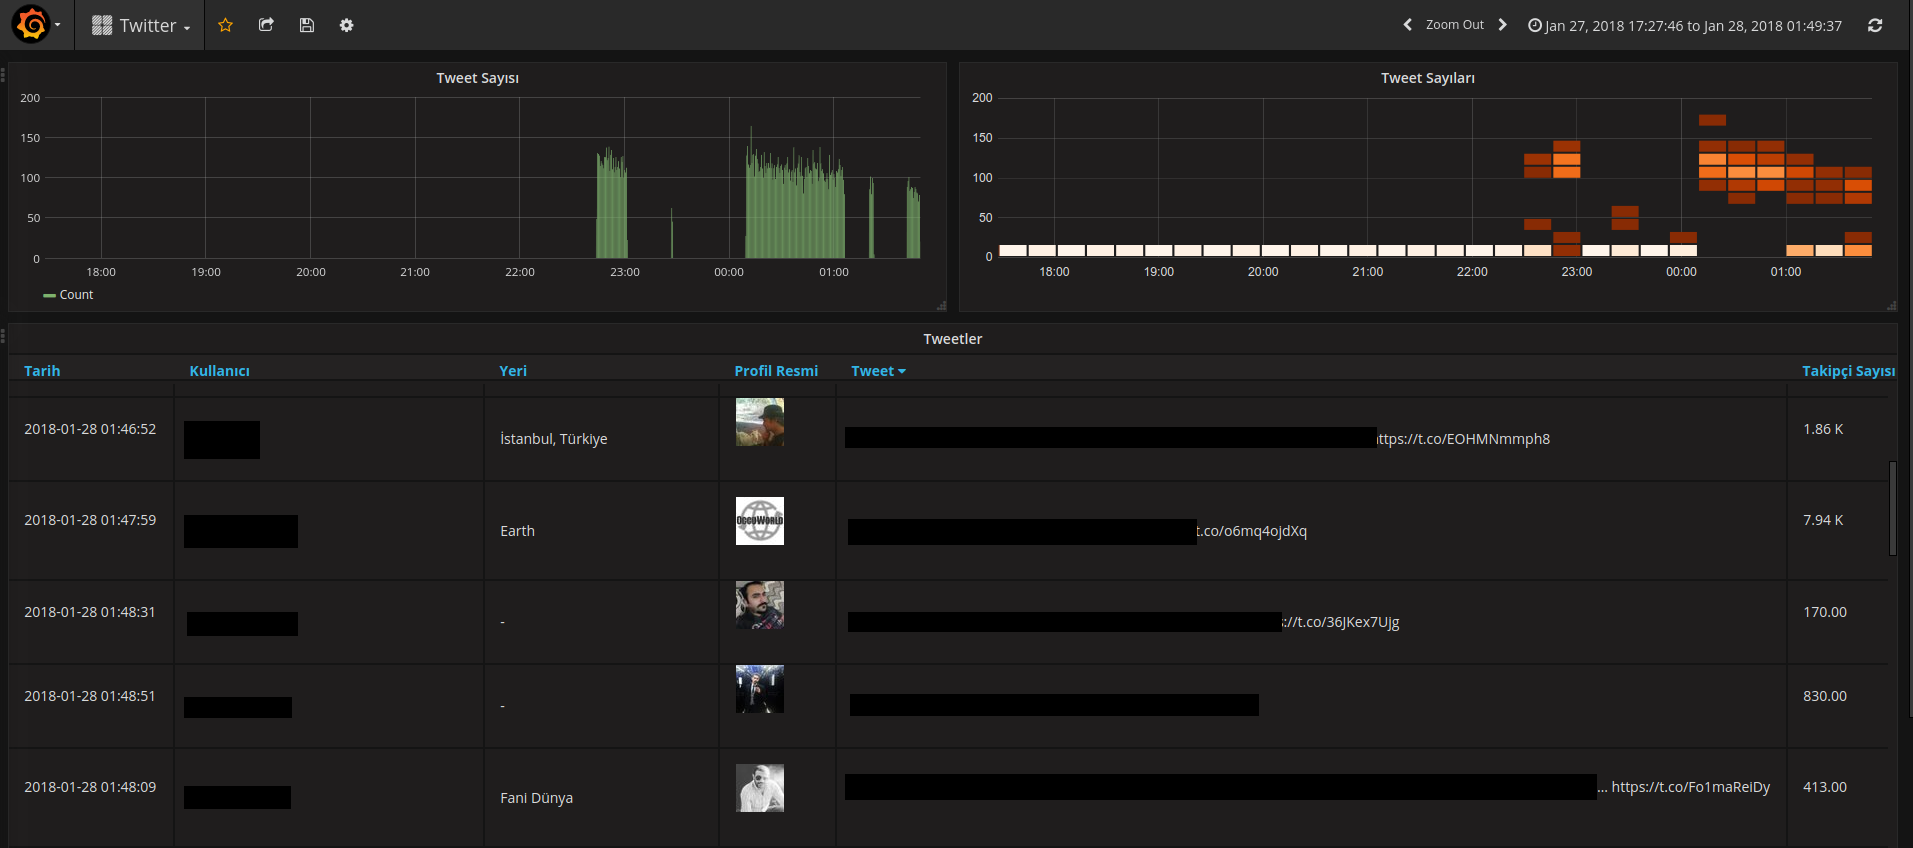 Twitter
Zoom Out
Jan 27, 2018 17:27:46 to Jan 28, 2018 01:49:37
Tweet Sayısı
200
150
100
50
0
18:00 19:00 20:00 21:00 22:00 23:00 00:00 01:00
Count
Tweet Sayıları
200
150
100
50
0
18:00 19:00 20:00 21:00 22:00 23:00 00:00 01:00
Tweetler
Tarih Kullanıcı Yeri Profil Resmi Tweet Takipçi Sayısı
2018-01-28 01:46:52 İstanbul, Türkiye ttps://t.co/EOHMNmmph8 1.86 K
2018-01-28 01:47:59 Earth OCCUWORLD t.co/o6mq4ojdXq 7.94 K
2018-01-28 01:48:31 - ://t.co/36JKex7Ujg 170.00
2018-01-28 01:48:51 - 830.00
2018-01-28 01:48:09 Fani Dünya ... https://t.co/Fo1maReiDy 413.00